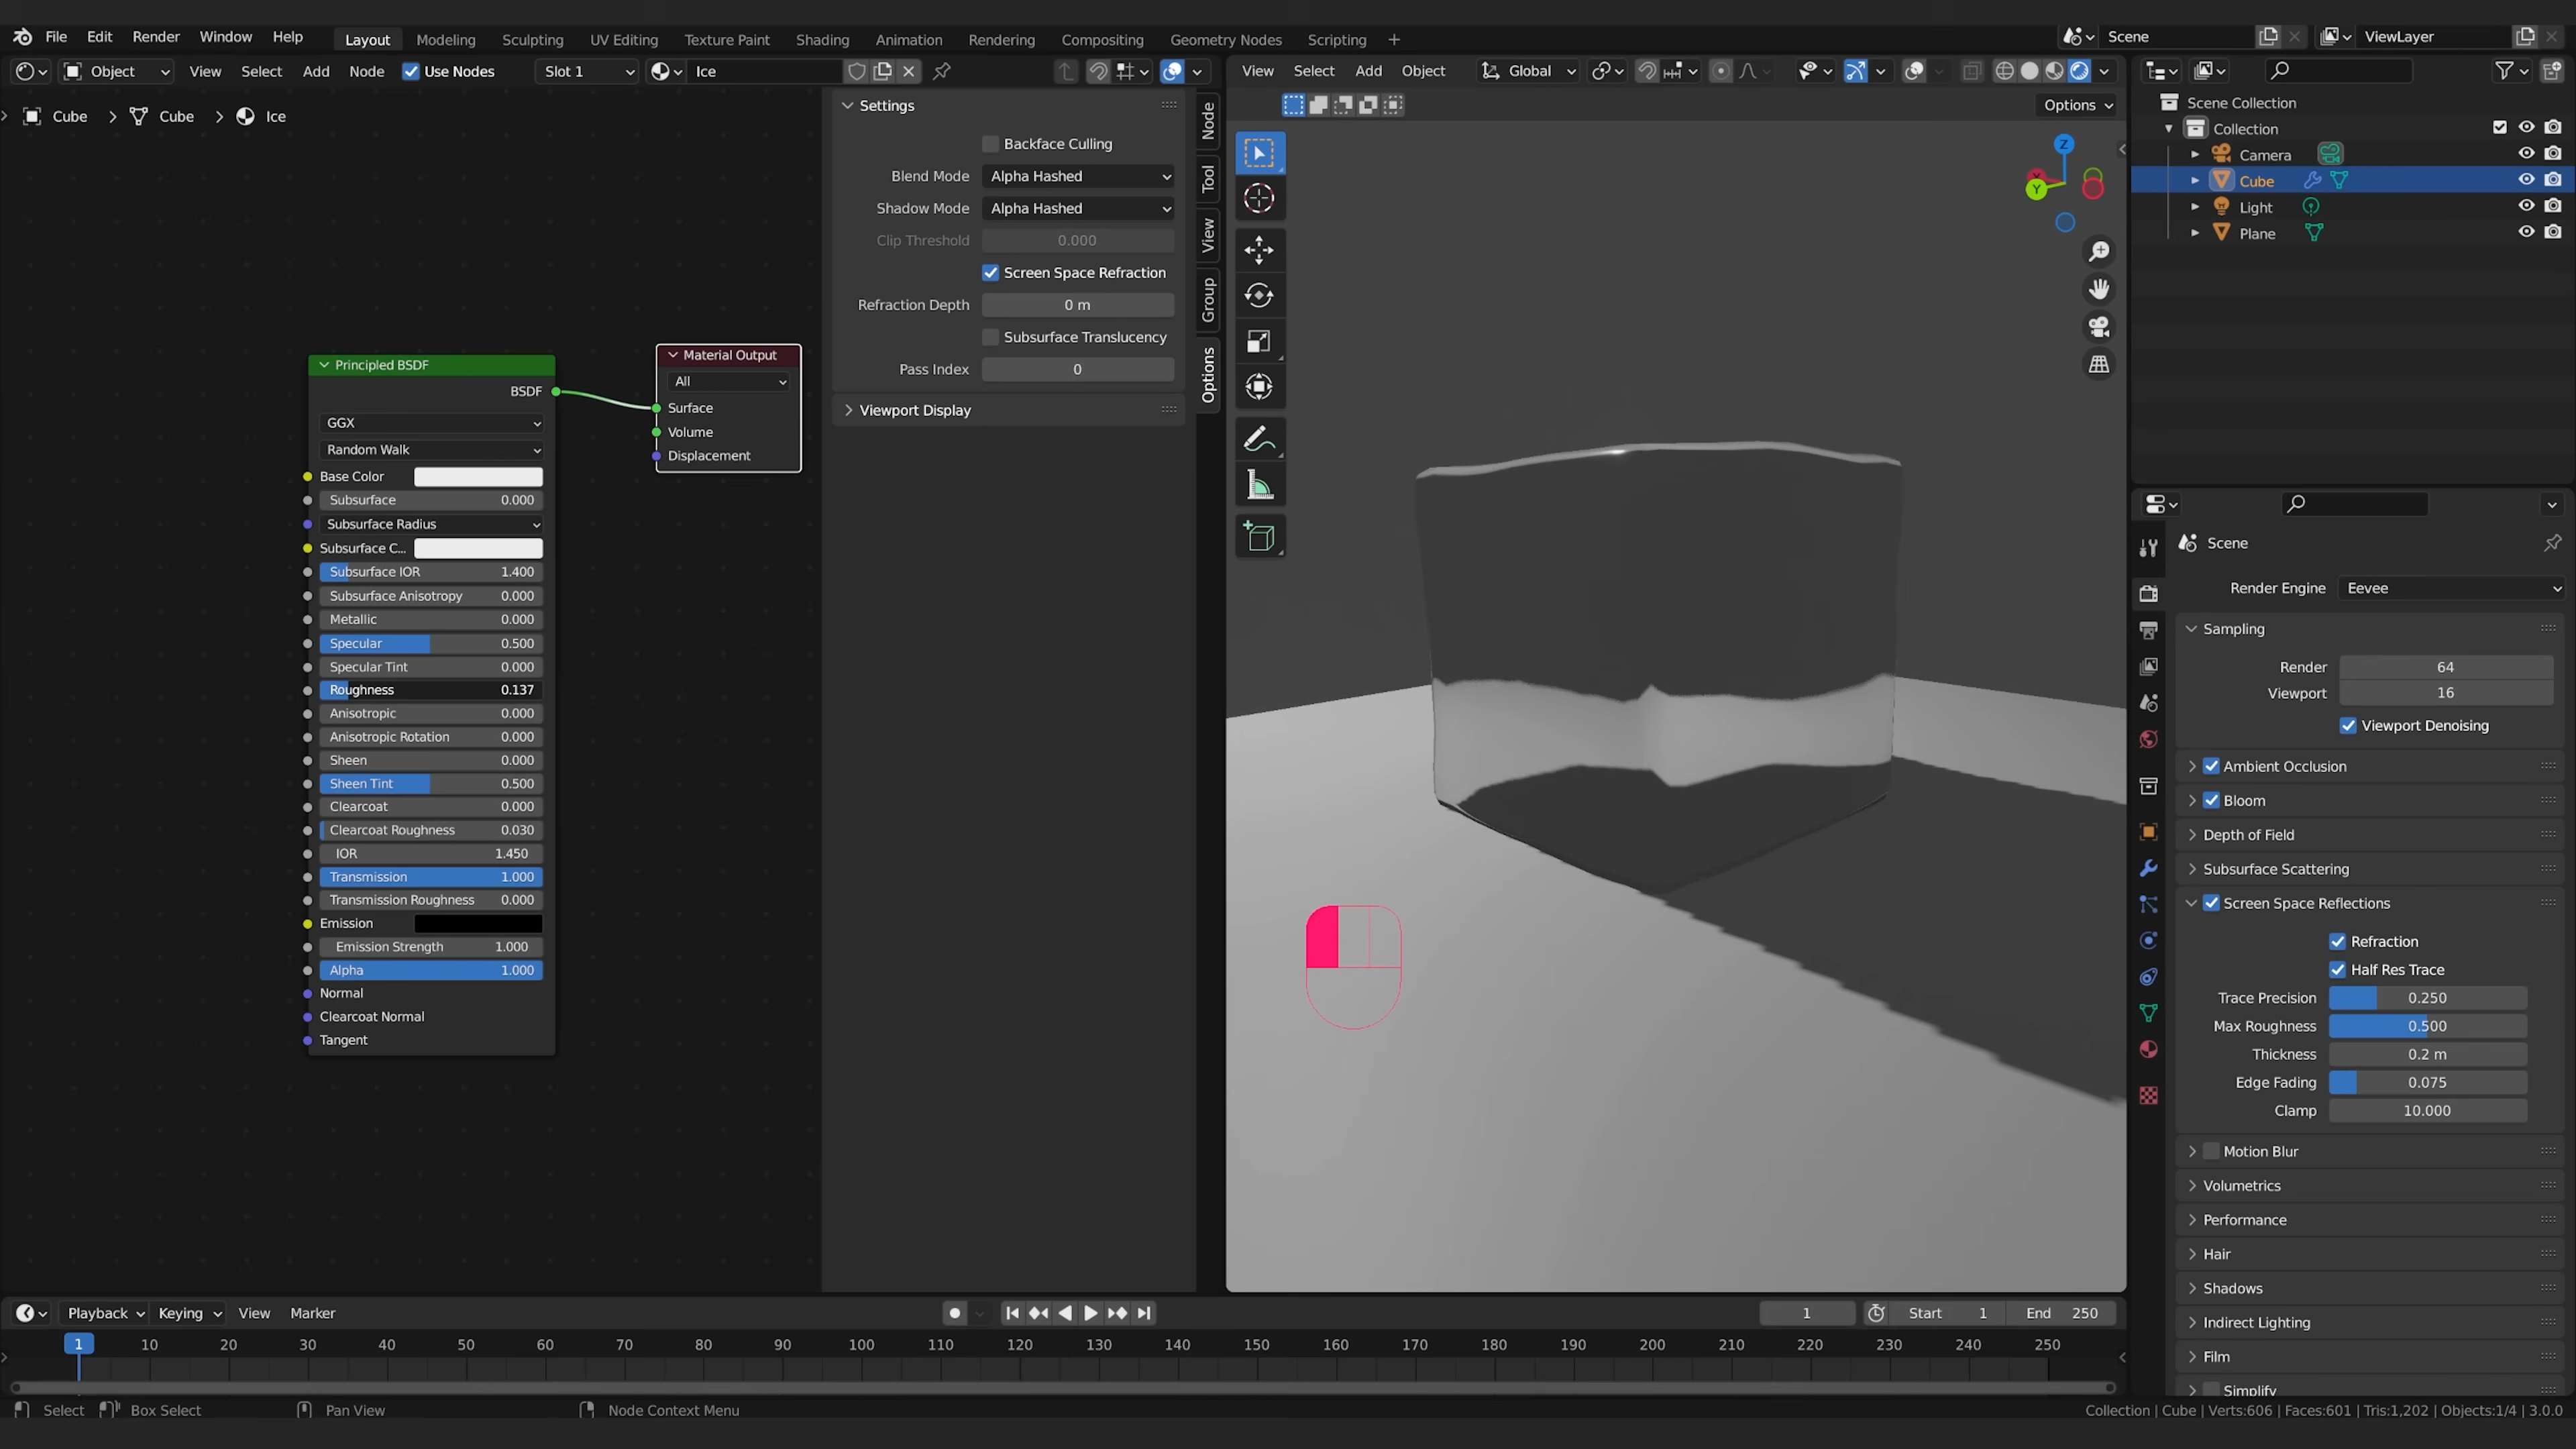 File Edit Render Window Help Layout Modeling Sculpting UV Editing Texture Paint Shading Animation Rendering Compositing Geometry Nodes Scripting + Scene ViewLayer
Object View Select Add Node Use Nodes Slot 1 Ice
View Select Add Object Global
Options
Cube > Cube > Ice
Settings
Backface Culling
Blend Mode Alpha Hashed
Shadow Mode Alpha Hashed
Clip Threshold 0.000
Screen Space Refraction
Refraction Depth 0 m
Subsurface Translucency
Pass Index 0
Viewport Display
Node
Tool
View
Group
Options
Principled BSDF
BSDF
GGX
Random Walk
Base Color
Subsurface 0.000
Subsurface Radius
Subsurface C...
Subsurface IOR 1.400
Subsurface Anisotropy 0.000
Metallic 0.000
Specular 0.500
Specular Tint 0.000
Roughness 0.137
Anisotropic 0.000
Anisotropic Rotation 0.000
Sheen 0.000
Sheen Tint 0.500
Clearcoat 0.000
Clearcoat Roughness 0.030
IOR 1.450
Transmission 1.000
Transmission Roughness 0.000
Emission
Emission Strength 1.000
Alpha 1.000
Normal
Clearcoat Normal
Tangent
Material Output
All
Surface
Volume
Displacement
Z
X
Y
Scene Collection
Collection
Camera
Cube
Light
Plane
Scene
Render Engine Eevee
Sampling
Render 64
Viewport 16
Viewport Denoising
Ambient Occlusion
Bloom
Depth of Field
Subsurface Scattering
Screen Space Reflections
Refraction
Half Res Trace
Trace Precision 0.250
Max Roughness 0.500
Thickness 0.2 m
Edge Fading 0.075
Clamp 10.000
Motion Blur
Volumetrics
Performance
Hair
Shadows
Indirect Lighting
Film
Simplify
Playback Keying View Marker 1 Start 1 End 250
1 10 20 30 40 50 60 70 80 90 100 110 120 130 140 150 160 170 180 190 200 210 220 230 240 250
Select Box Select Pan View Node Context Menu Collection | Cube | Verts:606 | Faces:601 | Tris:1,202 | Objects:1/4 | 3.0.0